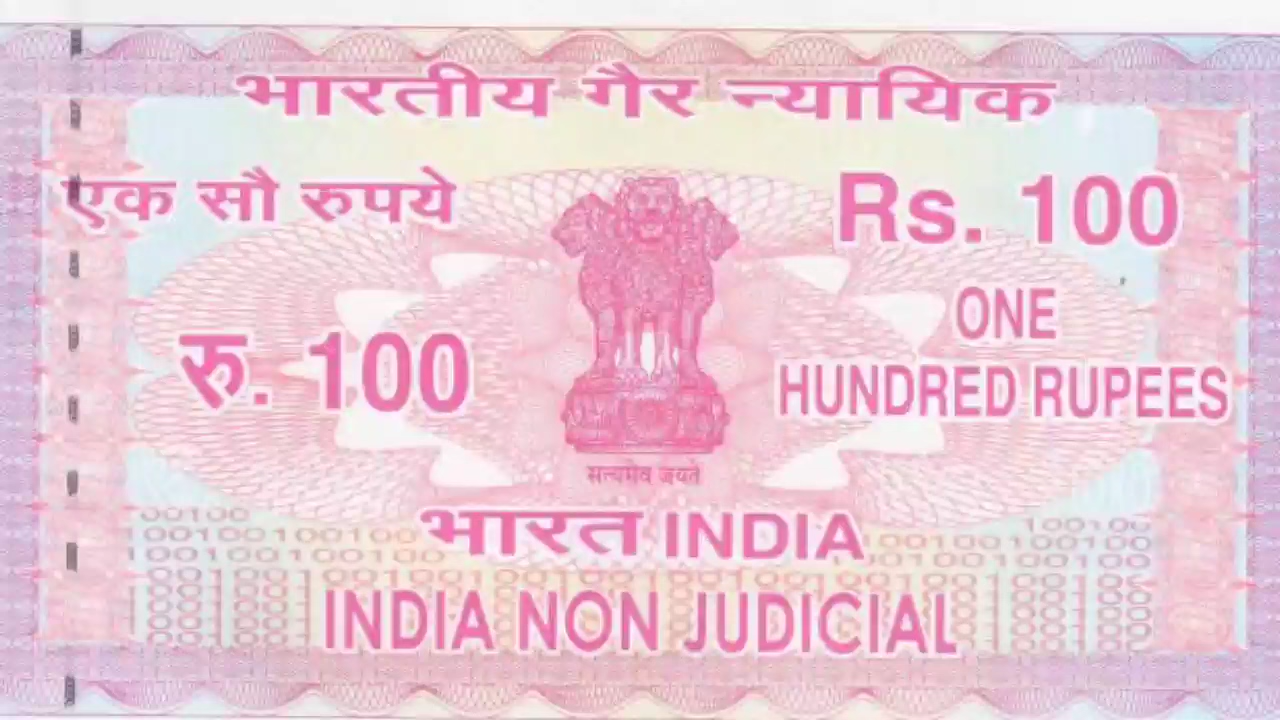 भारतीय गैर न्यायिक
एक सौ रुपये
Rs. 100
रु. 100
ONE
HUNDRED RUPEES
सत्यमेव जयते
भारत INDIA
INDIA NON JUDICIAL